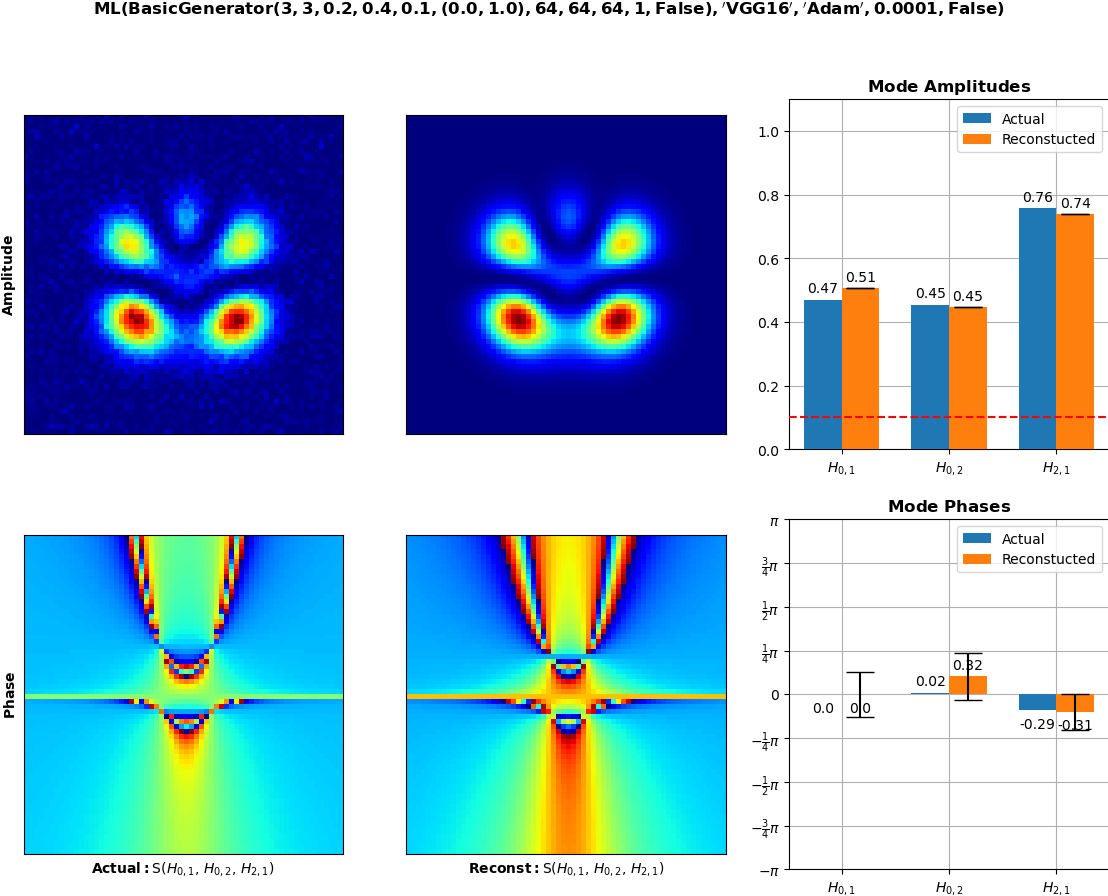 ML(BasicGenerator(3, 3, 0.2, 0.4, 0.1, (0.0, 1.0), 64, 64, 64, 1, False), ′VGG16′, ′Adam′, 0.0001, False)
Amplitude
Mode Amplitudes
Actual
Reconstucted
1.0
0.8
0.6
0.4
0.2
0.0
0.47
0.51
0.45
0.45
0.76
0.74
H0, 1
H0, 2
H2, 1
Phase
Actual: S(H0, 1, H0, 2, H2, 1)
Reconst: S(H0, 1, H0, 2, H2, 1)
Mode Phases
Actual
Reconstucted
π
3/4π
1/2π
1/4π
0
−1/4π
−1/2π
−3/4π
−π
0.0
0.0
0.02
0.32
-0.29
-0.31
H0, 1
H0, 2
H2, 1